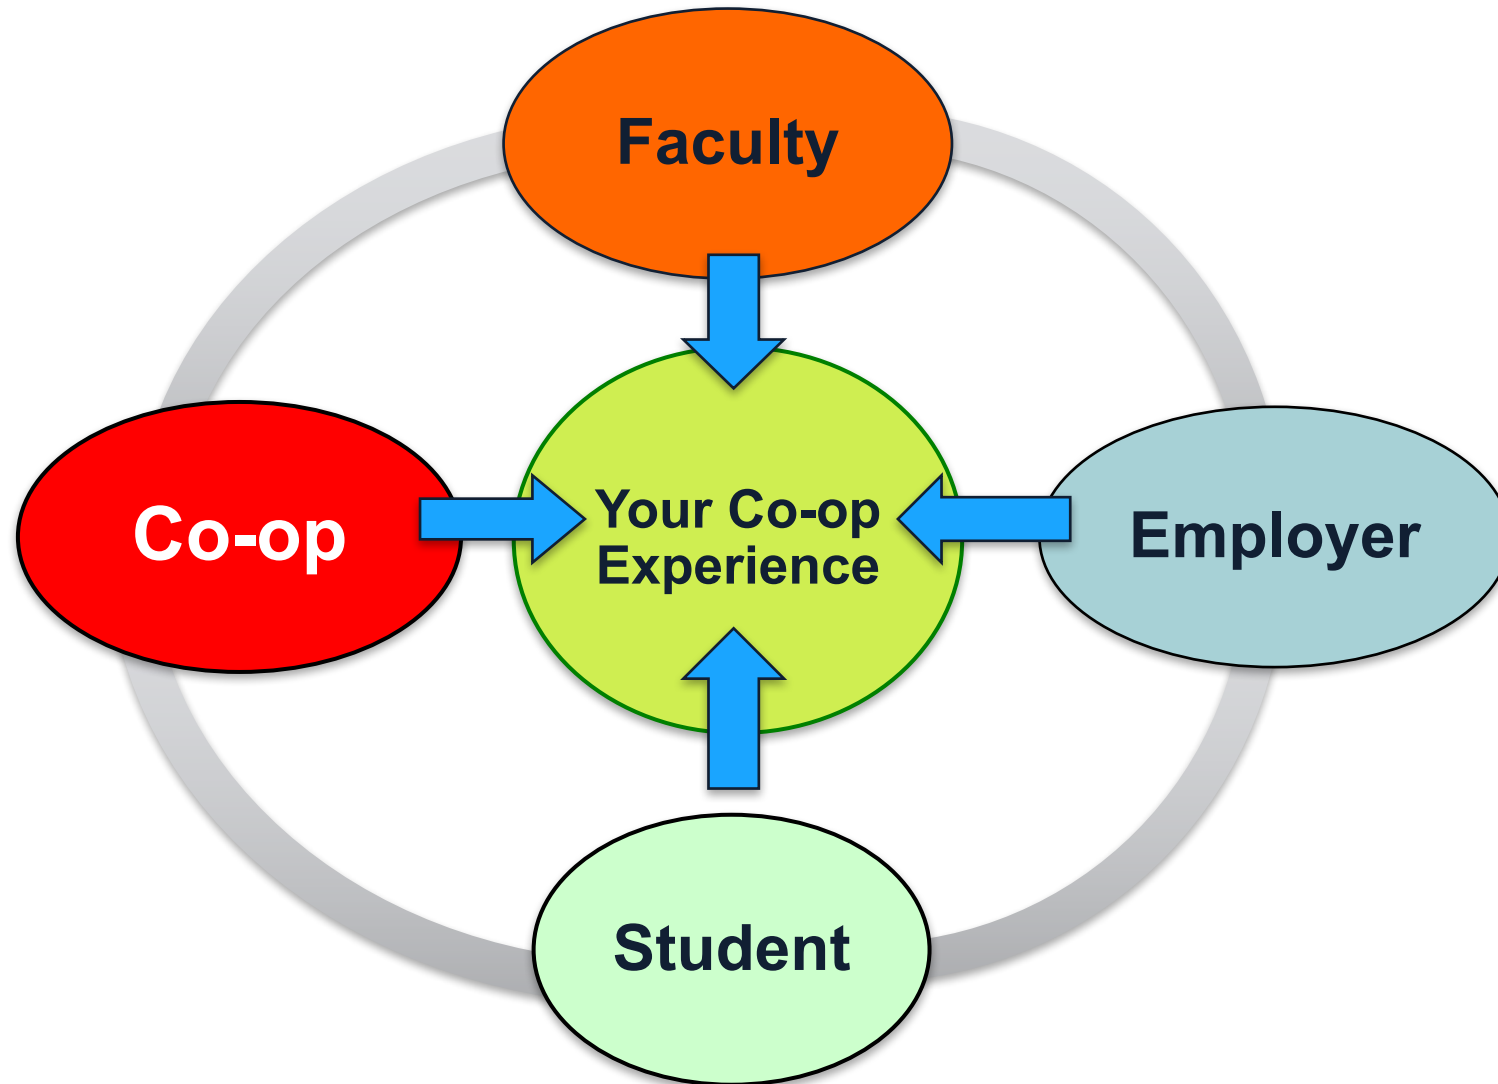 Faculty
Co-op
Your Co-op
Experience
Employer
Student